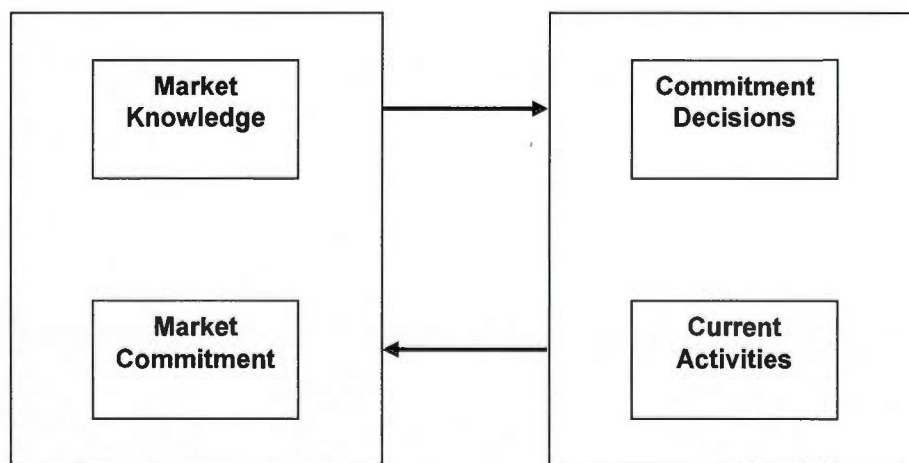 Market
Knowledge
Commitment
Decisions
Market
Commitment
Current
Activities